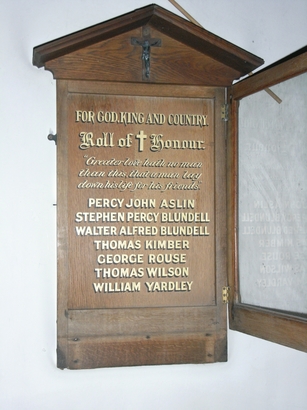 FOR GOD, KING AND COUNTRY
Roll of ✝ Honour.
"Greater love hath no man
than this, that a man lay
down his life for his friends"
PERCY JOHN ASLIN
STEPHEN PERCY BLUNDELL
WALTER ALFRED BLUNDELL
THOMAS KIMBER
GEORGE ROUSE
THOMAS WILSON
WILLIAM YARDLEY